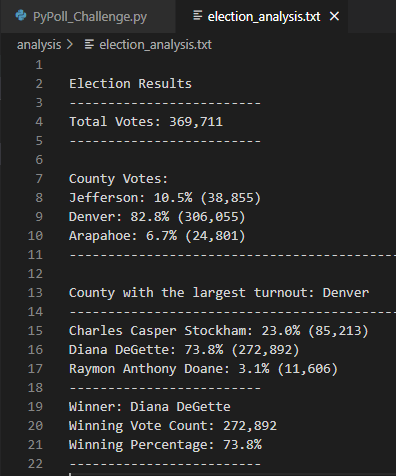 PyPoll_Challenge.py election_analysis.txt
analysis > election_analysis.txt
1
2 Election Results
3 -------------------------
4 Total Votes: 369,711
5 -------------------------
6
7 County Votes:
8 Jefferson: 10.5% (38,855)
9 Denver: 82.8% (306,055)
10 Arapahoe: 6.7% (24,801)
11 ------------------------------------------
12
13 County with the largest turnout: Denver
14 ------------------------------------------
15 Charles Casper Stockham: 23.0% (85,213)
16 Diana DeGette: 73.8% (272,892)
17 Raymon Anthony Doane: 3.1% (11,606)
18 -------------------------
19 Winner: Diana DeGette
20 Winning Vote Count: 272,892
21 Winning Percentage: 73.8%
22 -------------------------